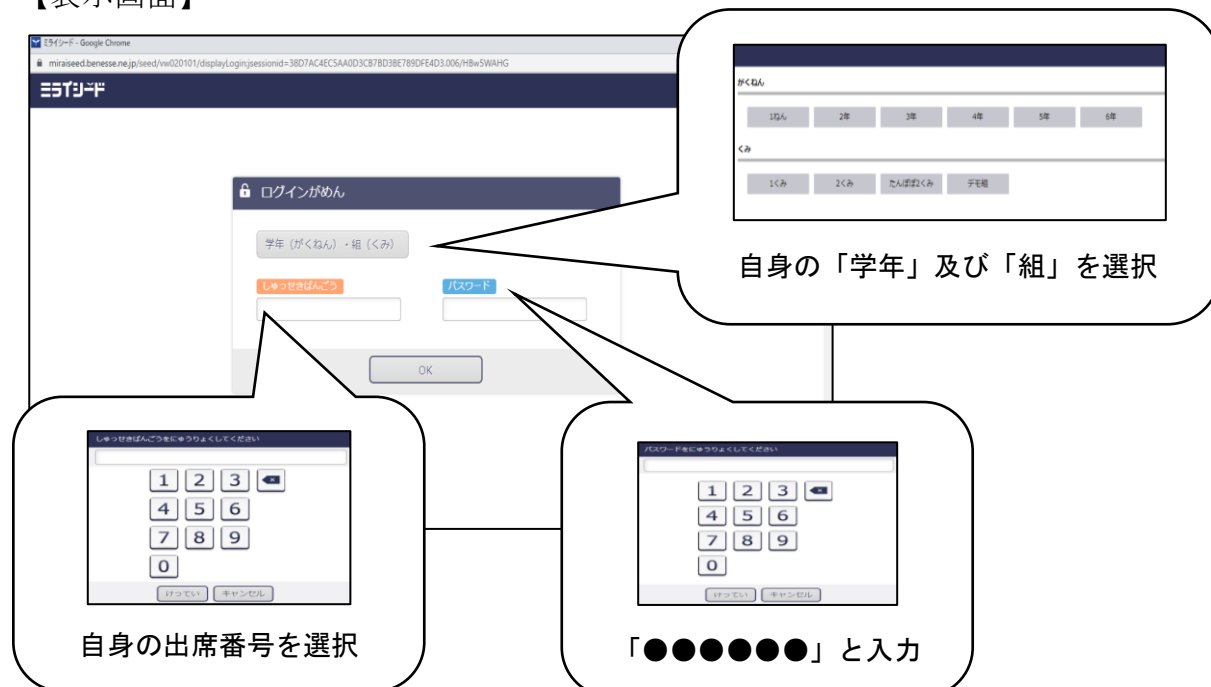 【表示画面】
ミライシード - Google Chrome
miraiseed.benesse.ne.jp/seed/vw020101/displayLogin;jsessionid=38D7AC4EC5AA0D3CB7BD3BE789DFE4D3.006/HBw5WAHG
ミライシード
ログインがめん
学年（がくねん）・組（くみ）
しゅっせきばんごう
パスワード
OK
がくねん
1ねん 2年 3年 4年 5年 6年
くみ
1くみ 2くみ たんぽぽ2くみ デモ組
自身の「学年」及び「組」を選択
しゅっせきばんごうをにゅうりょくしてください
1 2 3
4 5 6
7 8 9
0
けってい キャンセル
自身の出席番号を選択
パスワードをにゅうりょくしてください
1 2 3
4 5 6
7 8 9
0
けってい キャンセル
「●●●●●●」と入力